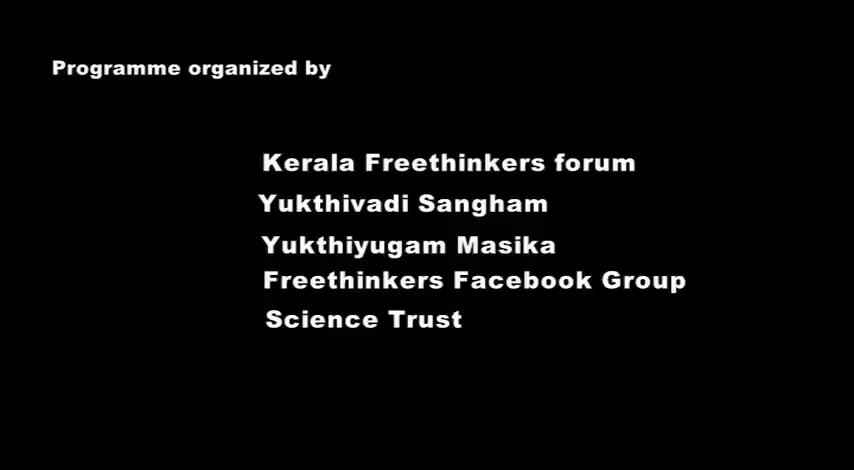 Programme organized by
Kerala Freethinkers forum
Yukthivadi Sangham
Yukthiyugam Masika
Freethinkers Facebook Group
Science Trust